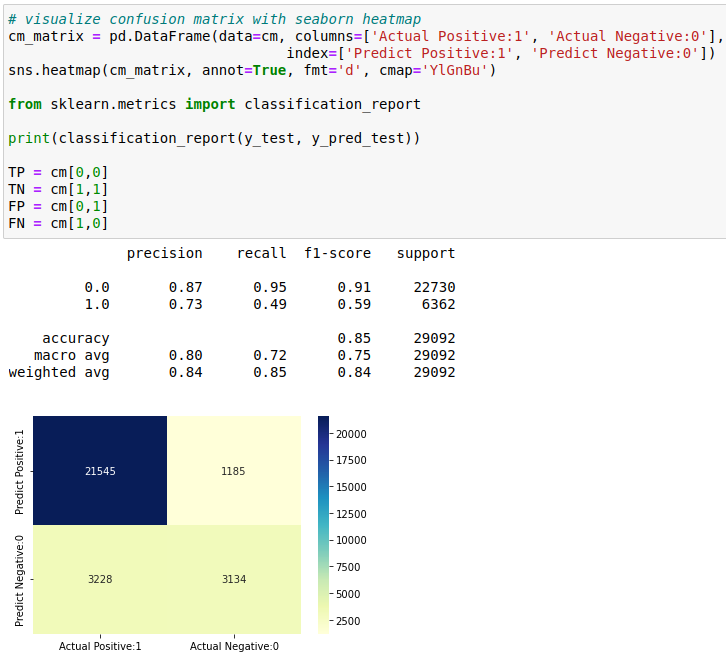 # visualize confusion matrix with seaborn heatmap
cm_matrix = pd.DataFrame(data=cm, columns=['Actual Positive:1', 'Actual Negative:0'],
                                 index=['Predict Positive:1', 'Predict Negative:0'])
sns.heatmap(cm_matrix, annot=True, fmt='d', cmap='YlGnBu')
from sklearn.metrics import classification_report
print(classification_report(y_test, y_pred_test))
TP = cm[0,0]
TN = cm[1,1]
FP = cm[0,1]
FN = cm[1,0]
precision    recall  f1-score   support
0.0       0.87      0.95      0.91     22730
1.0       0.73      0.49      0.59      6362
accuracy                           0.85     29092
macro avg       0.80      0.72      0.75     29092
weighted avg       0.84      0.85      0.84     29092
Predict Positive:1
21545 1185
Predict Negative:0
3228 3134
Actual Positive:1 Actual Negative:0
20000
17500
15000
12500
10000
7500
5000
2500